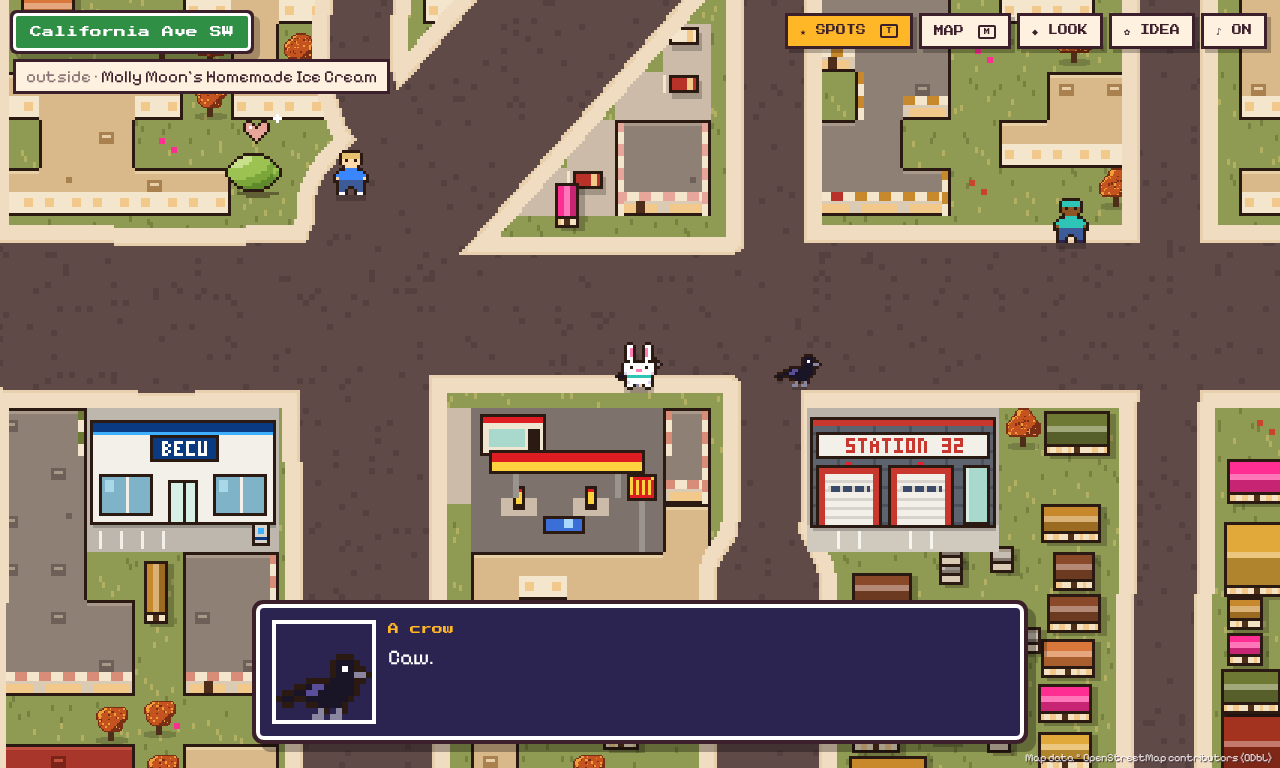 California Ave SW
outside · Molly Moon's Homemade Ice Cream
★ SPOTS T
MAP M
◆ LOOK
✿ IDEA
♪ ON
BECU
STATION 32
A crow
Caw.
Map data © OpenStreetMap contributors (ODbL)